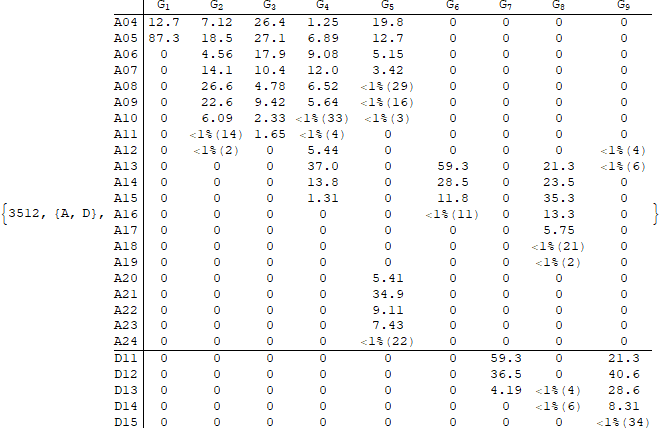 G₁ G₂ G₃ G₄ G₅ G₆ G₇ G₈ G₉
A04 12.7 7.12 26.4 1.25 19.8 0 0 0 0
A05 87.3 18.5 27.1 6.89 12.7 0 0 0 0
A06 0 4.56 17.9 9.08 5.15 0 0 0 0
A07 0 14.1 10.4 12.0 3.42 0 0 0 0
A08 0 26.6 4.78 6.52 <1%(29) 0 0 0 0
A09 0 22.6 9.42 5.64 <1%(16) 0 0 0 0
A10 0 6.09 2.33 <1%(33) <1%(3) 0 0 0 0
A11 0 <1%(14) 1.65 <1%(4) 0 0 0 0 0
A12 0 <1%(2) 0 5.44 0 0 0 0 <1%(4)
A13 0 0 0 37.0 0 59.3 0 21.3 <1%(6)
A14 0 0 0 13.8 0 28.5 0 23.5 0
A15 0 0 0 1.31 0 11.8 0 35.3 0
{3512, {A, D}, A16 0 0 0 0 0 <1%(11) 0 13.3 0 }
A17 0 0 0 0 0 0 0 5.75 0
A18 0 0 0 0 0 0 0 <1%(21) 0
A19 0 0 0 0 0 0 0 <1%(2) 0
A20 0 0 0 0 5.41 0 0 0 0
A21 0 0 0 0 34.9 0 0 0 0
A22 0 0 0 0 9.11 0 0 0 0
A23 0 0 0 0 7.43 0 0 0 0
A24 0 0 0 0 <1%(22) 0 0 0 0
D11 0 0 0 0 0 0 59.3 0 21.3
D12 0 0 0 0 0 0 36.5 0 40.6
D13 0 0 0 0 0 0 4.19 <1%(4) 28.6
D14 0 0 0 0 0 0 0 <1%(6) 8.31
D15 0 0 0 0 0 0 0 0 <1%(34)